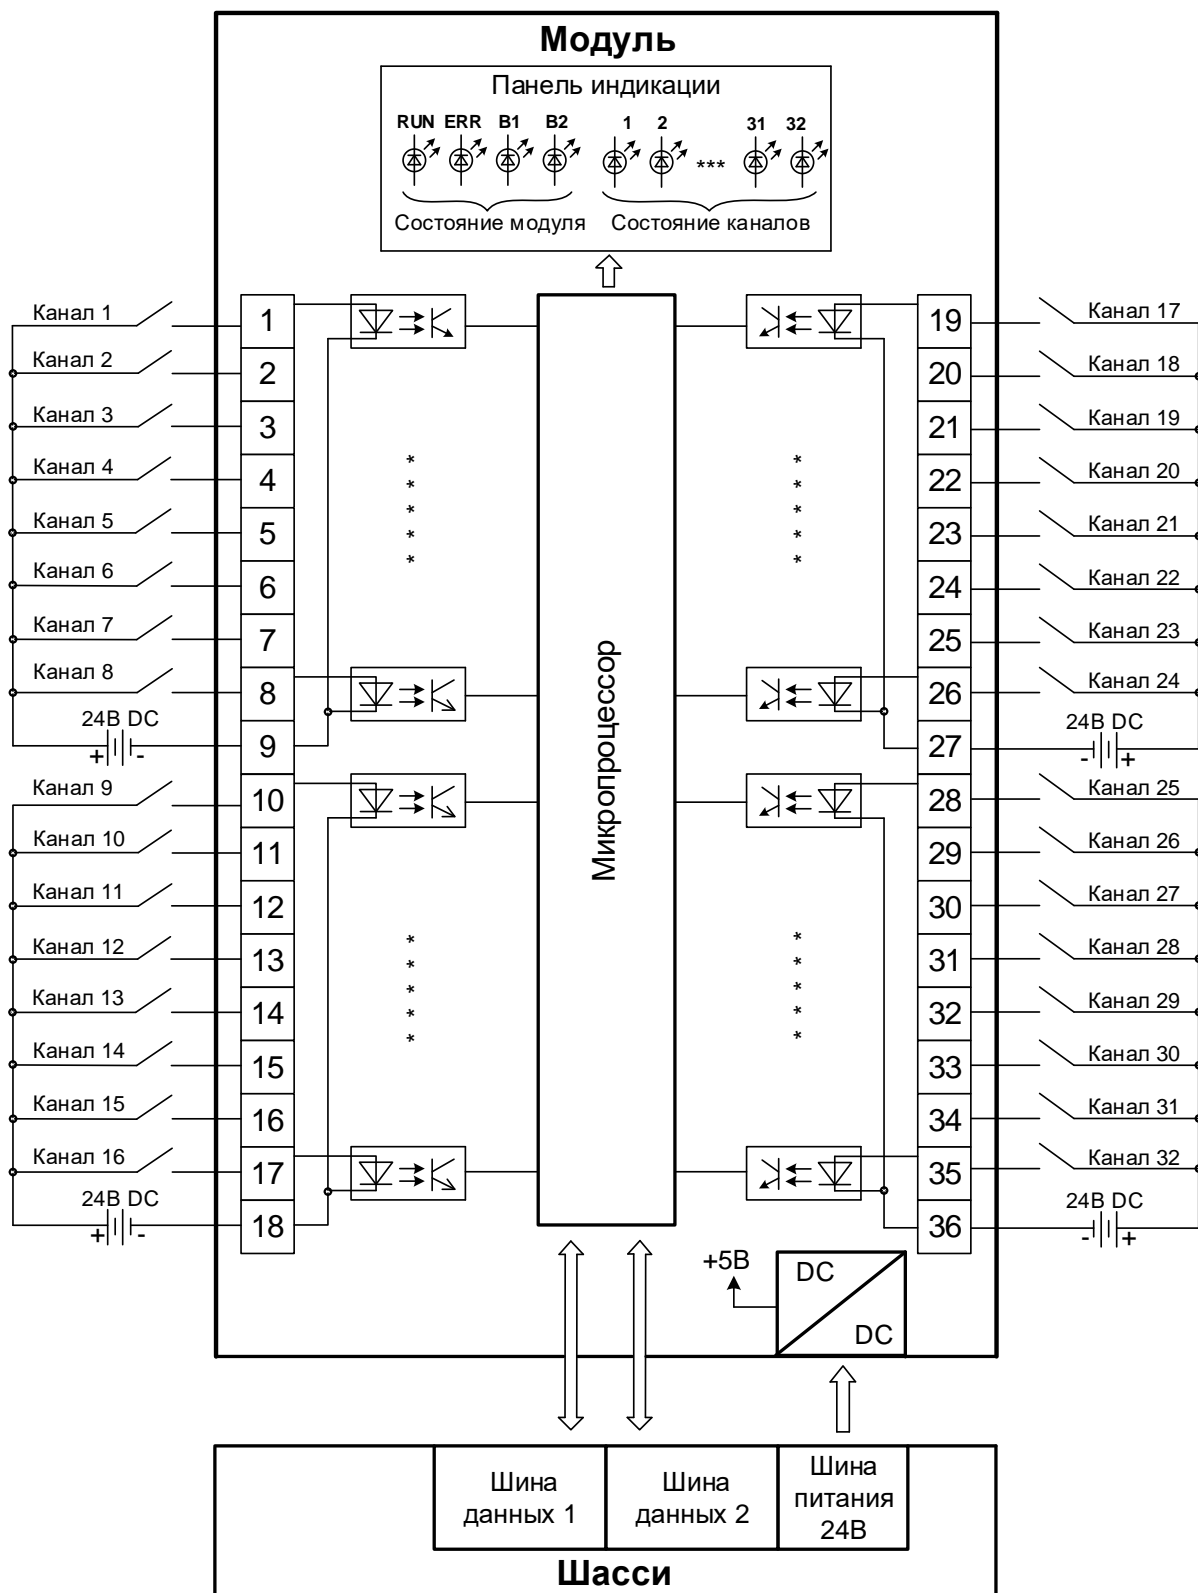 Модуль
Панель индикации
RUN ERR B1 B2 1 2 31 32
***
Состояние модуля Состояние каналов
Канал 1 1 19 Канал 17
Канал 2 2 20 Канал 18
Канал 3 3 21 Канал 19
Канал 4 4 22 Канал 20
Канал 5 5 23 Канал 21
Канал 6 6 24 Канал 22
Канал 7 7 25 Канал 23
Канал 8 8 26 Канал 24
24В DC 9 27 24В DC
+ - - +
Канал 9 10 28 Канал 25
Канал 10 11 29 Канал 26
Канал 11 12 30 Канал 27
Канал 12 13 31 Канал 28
Канал 13 14 32 Канал 29
Канал 14 15 33 Канал 30
Канал 15 16 34 Канал 31
Канал 16 17 35 Канал 32
24В DC 18 36 24В DC
+ - - +
* * * * *
* * * * *
* * * * *
* * * * *
Микропроцессор
+5В
DC
DC
Шина данных 1
Шина данных 2
Шина питания 24В
Шасси